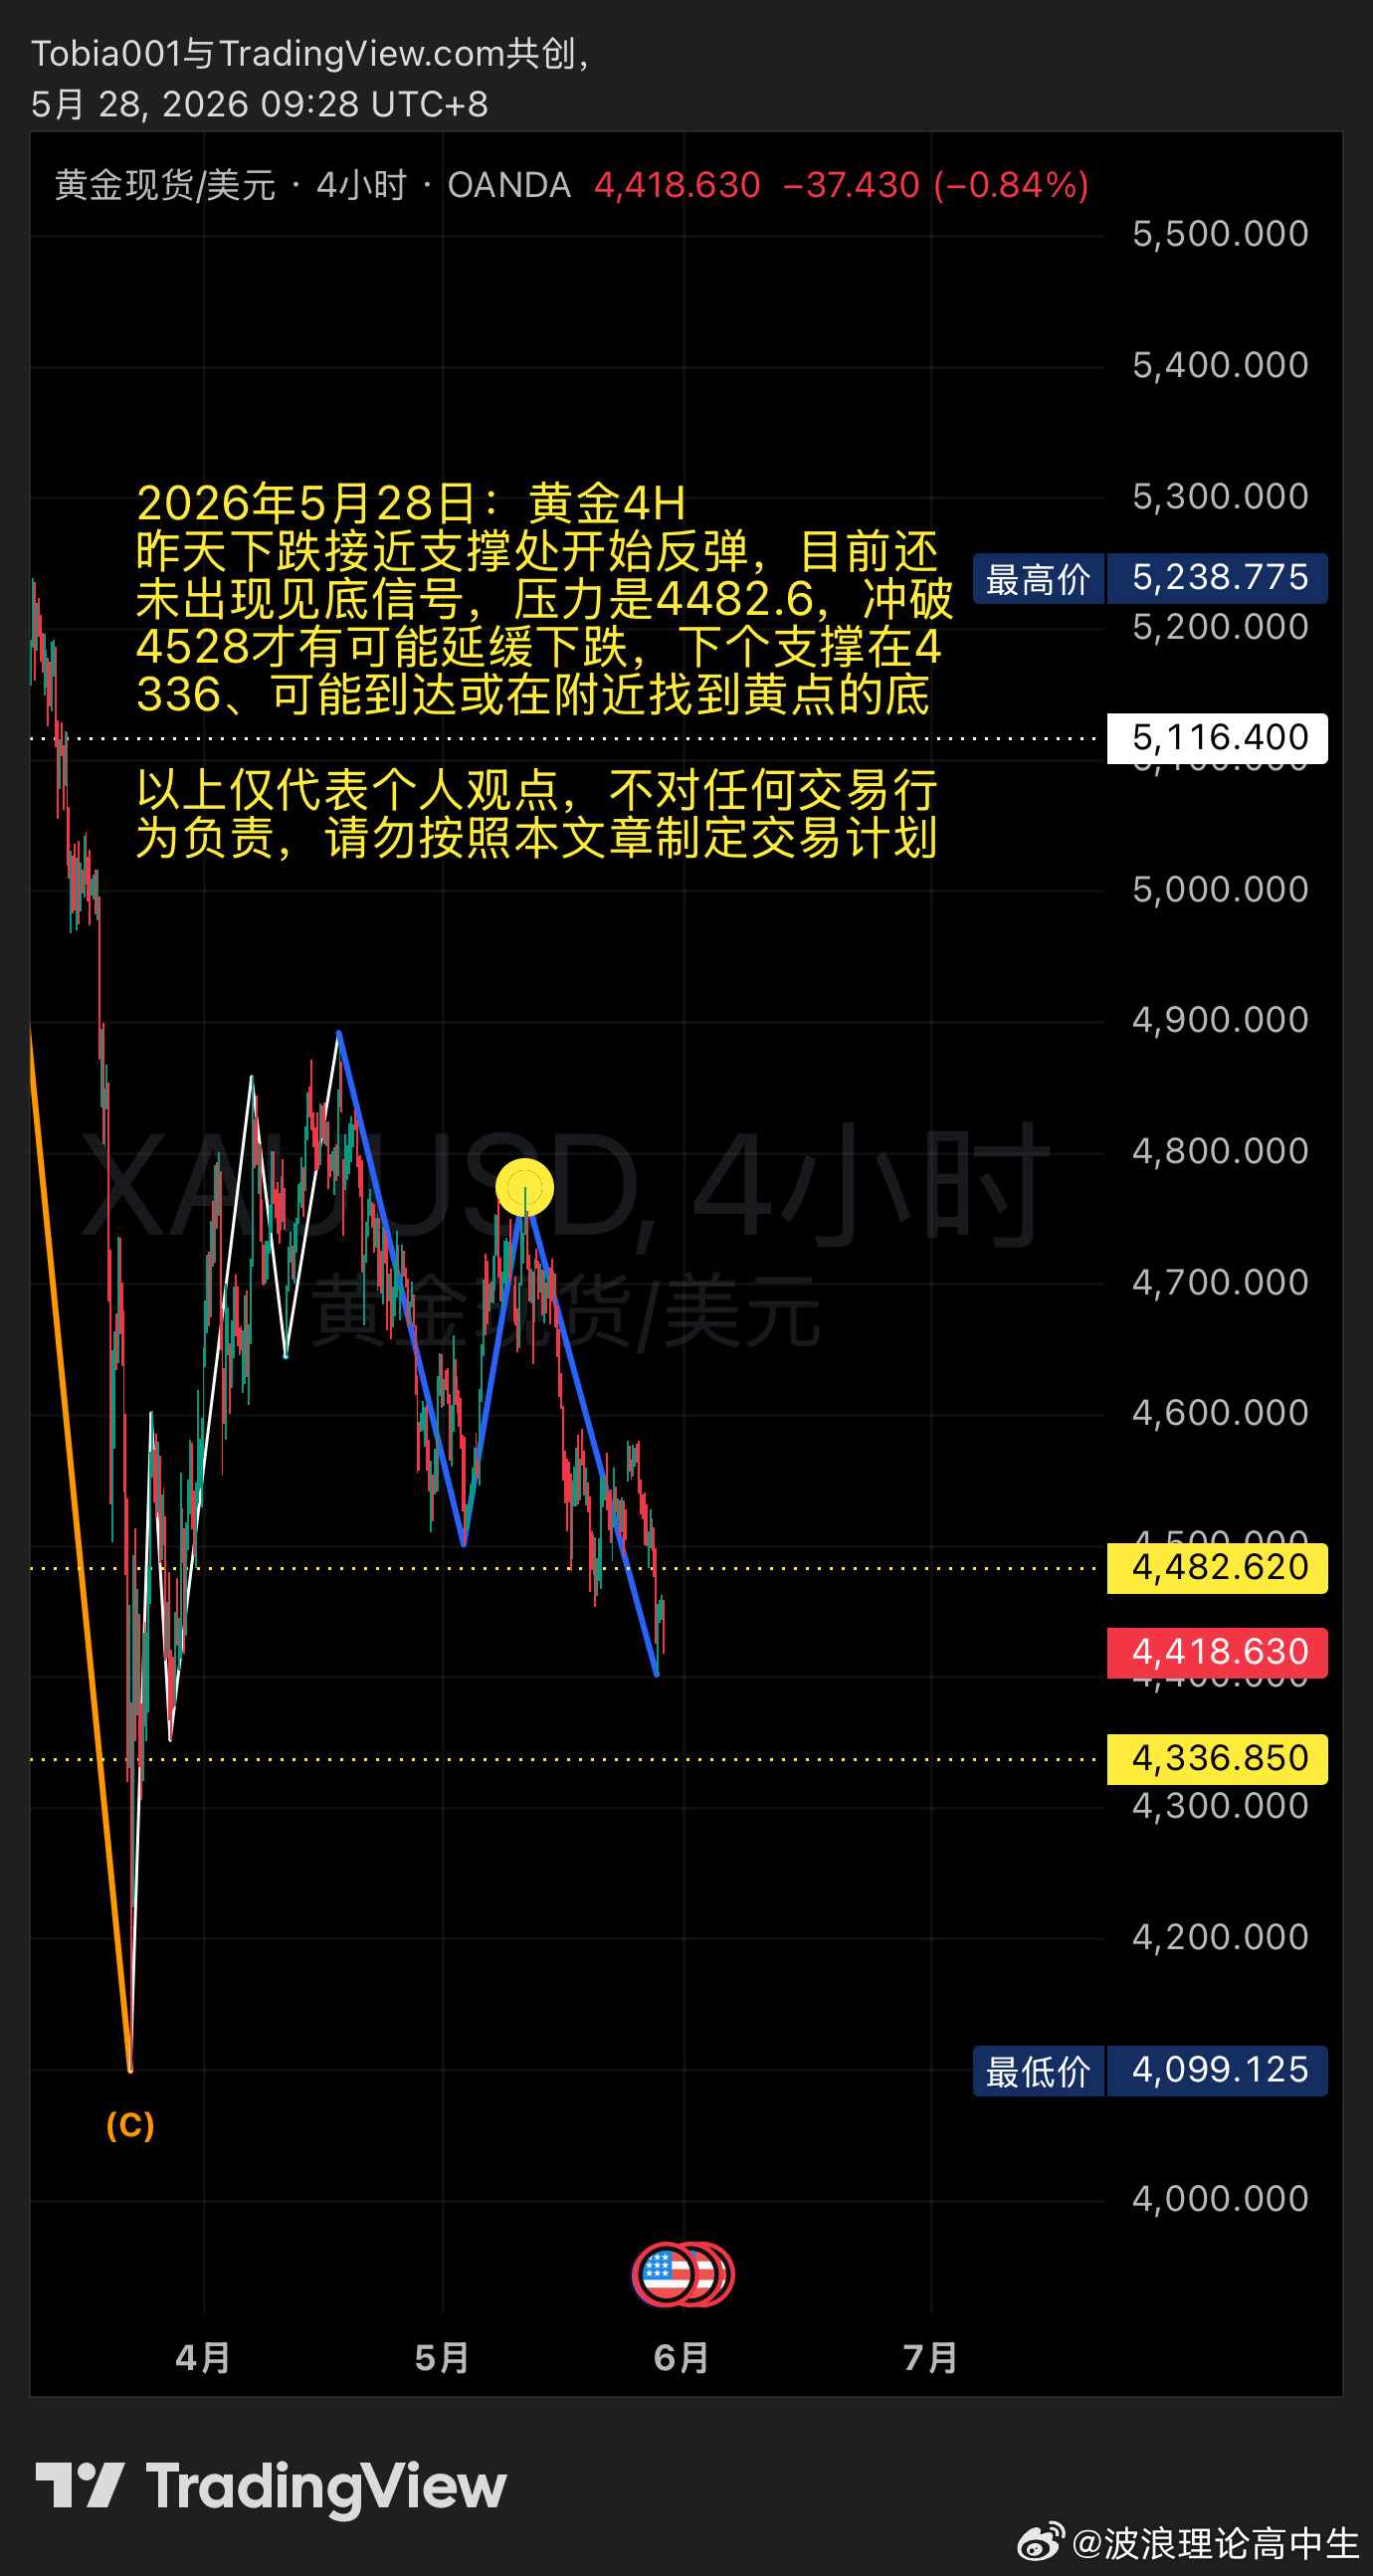 Tobia001与TradingView.com共创，
5月 28, 2026 09:28 UTC+8
黄金现货/美元 · 4小时 · OANDA 4,418.630 −37.430 (−0.84%)
5,500.000
5,400.000
5,300.000
2026年5月28日：黄金4H
昨天下跌接近支撑处开始反弹，目前还
未出现见底信号，压力是4482.6，冲破
4528才有可能延缓下跌，下个支撑在4
336、可能到达或在附近找到黄点的底
以上仅代表个人观点，不对任何交易行
为负责，请勿按照本文章制定交易计划
最高价 5,238.775
5,200.000
5,116.400
5,100.000
5,000.000
4,900.000
4,800.000
XAUUSD, 4小时
黄金现货/美元
4,700.000
4,600.000
4,500.000
4,482.620
4,418.630
4,400.000
4,336.850
4,300.000
4,200.000
最低价 4,099.125
(C)
4,000.000
4月 5月 6月 7月
TradingView
@波浪理论高中生